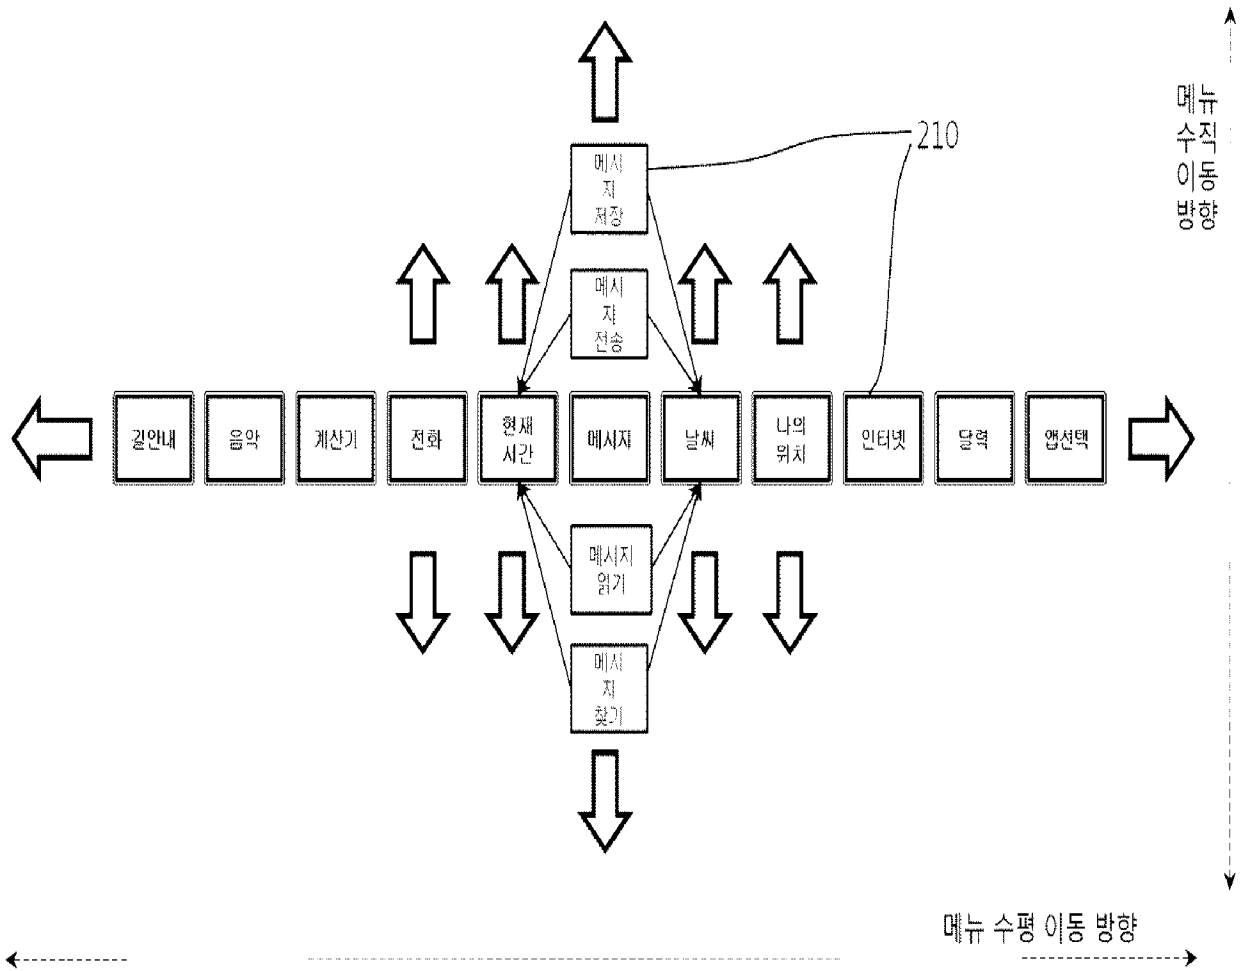 메뉴
수직
이동
방향
210
메시
지
저장
메시
지
전송
길안내
음악
계산기
전화
현재
시간
메시지
날씨
나의
위치
인터넷
달력
앱선택
메시지
읽기
메시
지
찾기
메뉴 수평 이동 방향